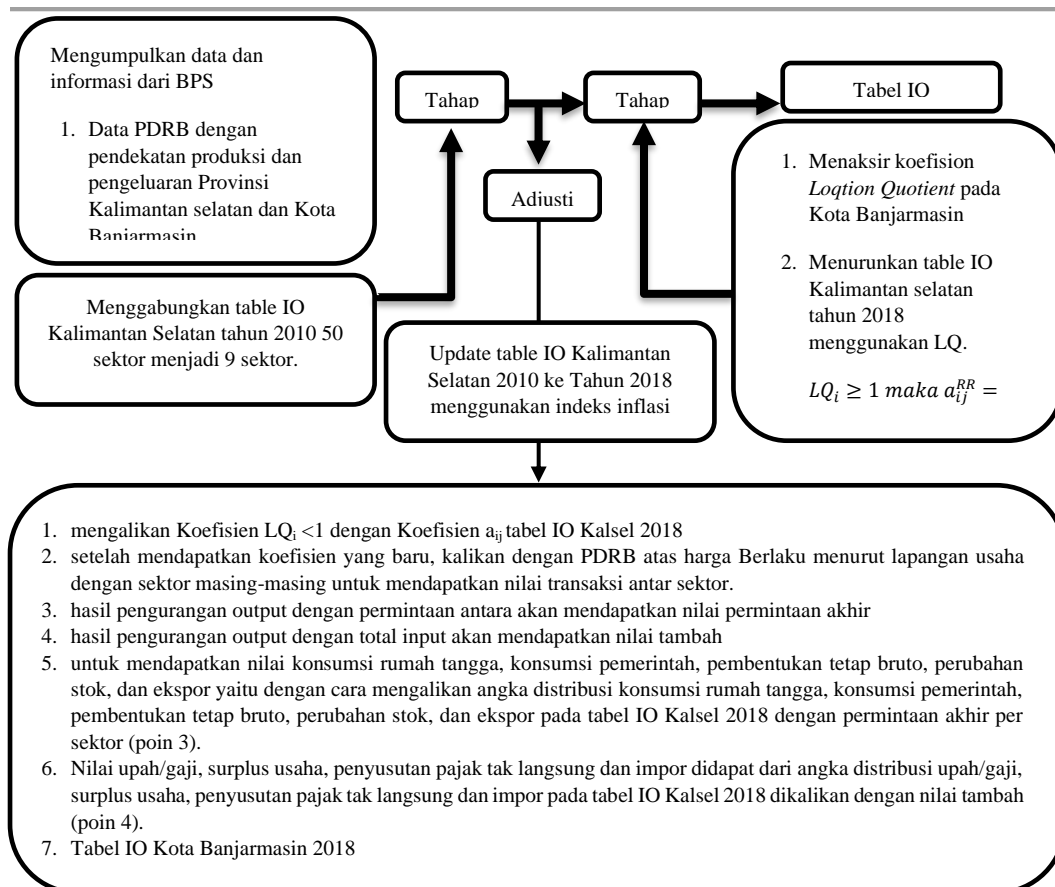 Mengumpulkan data dan
informasi dari BPS
1. Data PDRB dengan
pendekatan produksi dan
pengeluaran Provinsi
Kalimantan selatan dan Kota
Banjarmasin
Menggabungkan table IO
Kalimantan Selatan tahun 2010 50
sektor menjadi 9 sektor.
Tahap
Tahap
Tabel IO
Adjusti
Update table IO Kalimantan
Selatan 2010 ke Tahun 2018
menggunakan indeks inflasi
1. Menaksir koefision
Loqtion Quotient pada
Kota Banjarmasin
2. Menurunkan table IO
Kalimantan selatan
tahun 2018
menggunakan LQ.
LQᵢ ≥ 1 maka aᵢⱼᴿᴿ =
1. mengalikan Koefisien LQᵢ <1 dengan Koefisien aᵢⱼ tabel IO Kalsel 2018
2. setelah mendapatkan koefisien yang baru, kalikan dengan PDRB atas harga Berlaku menurut lapangan usaha
dengan sektor masing-masing untuk mendapatkan nilai transaksi antar sektor.
3. hasil pengurangan output dengan permintaan antara akan mendapatkan nilai permintaan akhir
4. hasil pengurangan output dengan total input akan mendapatkan nilai tambah
5. untuk mendapatkan nilai konsumsi rumah tangga, konsumsi pemerintah, pembentukan tetap bruto, perubahan
stok, dan ekspor yaitu dengan cara mengalikan angka distribusi konsumsi rumah tangga, konsumsi pemerintah,
pembentukan tetap bruto, perubahan stok, dan ekspor pada tabel IO Kalsel 2018 dengan permintaan akhir per
sektor (poin 3).
6. Nilai upah/gaji, surplus usaha, penyusutan pajak tak langsung dan impor didapat dari angka distribusi upah/gaji,
surplus usaha, penyusutan pajak tak langsung dan impor pada tabel IO Kalsel 2018 dikalikan dengan nilai tambah
(poin 4).
7. Tabel IO Kota Banjarmasin 2018